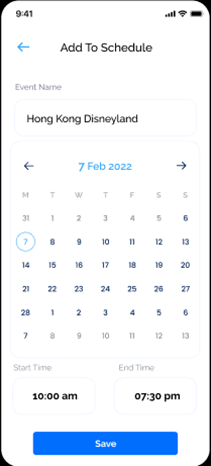 9:41
Add To Schedule
Event Name
Hong Kong Disneyland
7 Feb 2022
M T W T F S S
31 1 2 3 4 5 6
7 8 9 10 11 12 13
14 15 16 17 18 19 20
21 22 23 24 25 26 27
28 1 2 3 4 5 6
7 8 9 10 11 12 13
Start Time End Time
10:00 am 07:30 pm
Save